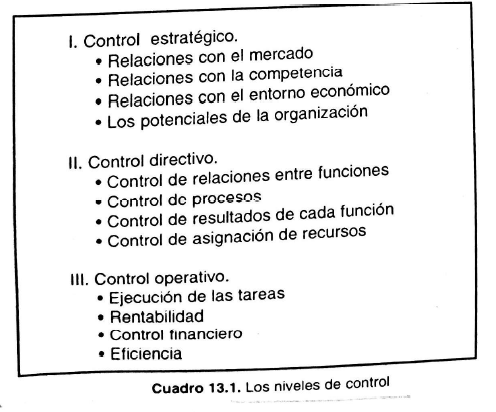 I. Control estratégico.
• Relaciones con el mercado
• Relaciones con la competencia
• Relaciones con el entorno económico
• Los potenciales de la organización
II. Control directivo.
• Control de relaciones entre funciones
• Control de procesos
• Control de resultados de cada función
• Control de asignación de recursos
III. Control operativo.
• Ejecución de las tareas
• Rentabilidad
• Control financiero
• Eficiencia
Cuadro 13.1. Los niveles de control